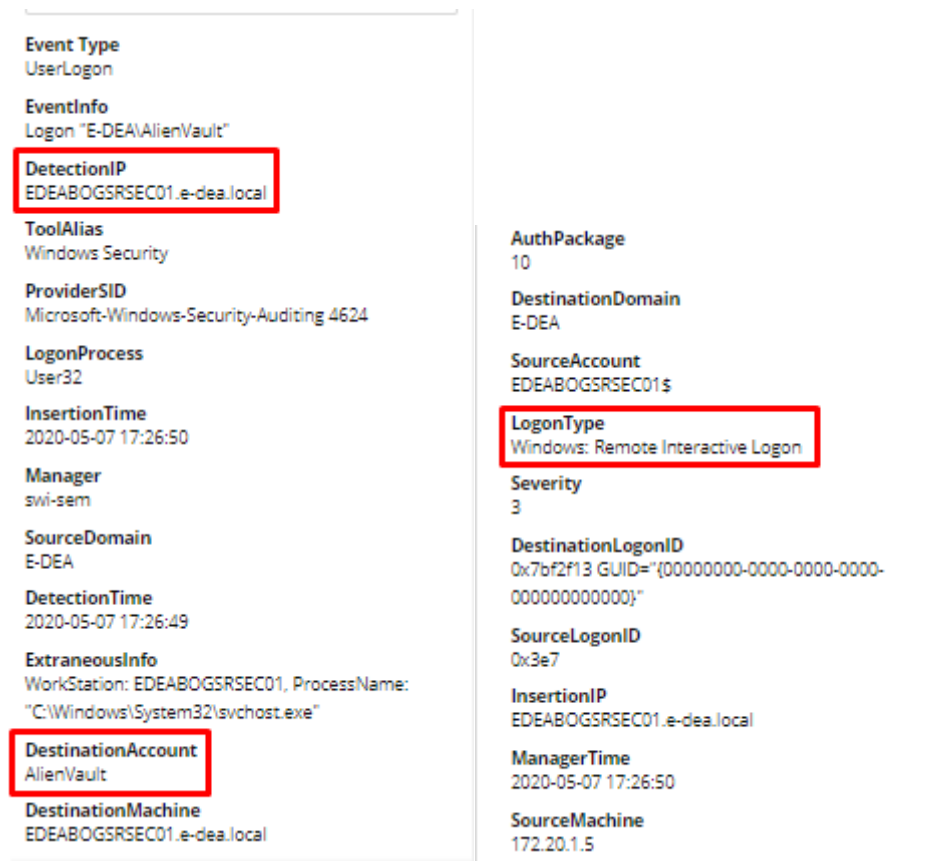 Event Type
UserLogon
EventInfo
Logon "E-DEA\AlienVault"
DetectionIP
EDEABOGSRSEC01.e-dea.local
ToolAlias
Windows Security
ProviderSID
Microsoft-Windows-Security-Auditing 4624
LogonProcess
User32
InsertionTime
2020-05-07 17:26:50
Manager
swi-sem
SourceDomain
E-DEA
DetectionTime
2020-05-07 17:26:49
ExtraneousInfo
WorkStation: EDEABOGSRSEC01, ProcessName:
"C:\Windows\System32\svchost.exe"
DestinationAccount
AlienVault
DestinationMachine
EDEABOGSRSEC01.e-dea.local
AuthPackage
10
DestinationDomain
E-DEA
SourceAccount
EDEABOGSRSEC01$
LogonType
Windows: Remote Interactive Logon
Severity
3
DestinationLogonID
0x7bf2f13 GUID="{00000000-0000-0000-0000-
000000000000}"
SourceLogonID
0x3e7
InsertionIP
EDEABOGSRSEC01.e-dea.local
ManagerTime
2020-05-07 17:26:50
SourceMachine
172.20.1.5